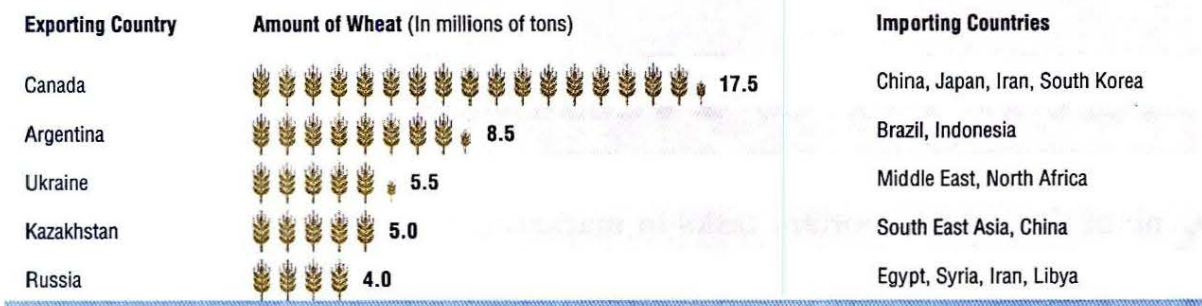 Exporting Country Amount of Wheat (In millions of tons) Importing Countries
Canada 17.5 China, Japan, Iran, South Korea
Argentina 8.5 Brazil, Indonesia
Ukraine 5.5 Middle East, North Africa
Kazakhstan 5.0 South East Asia, China
Russia 4.0 Egypt, Syria, Iran, Libya